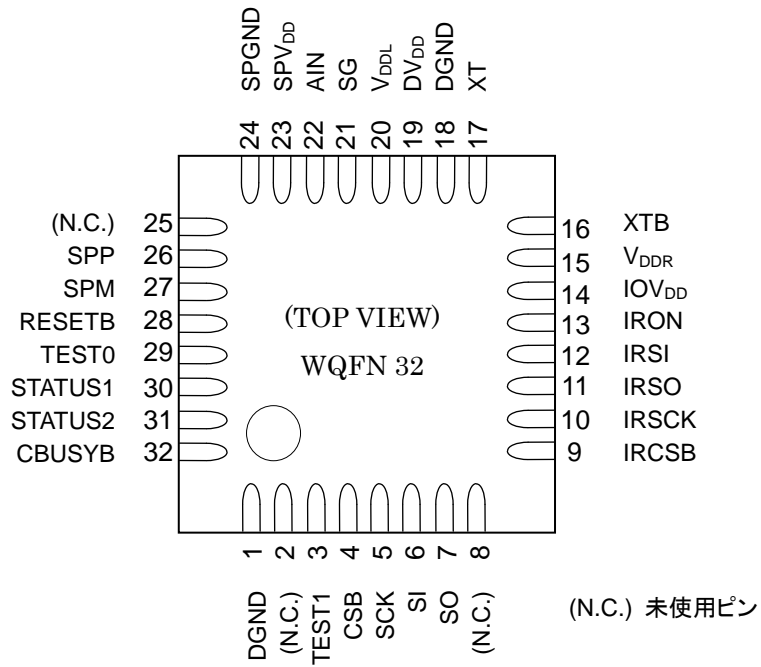 SPGND SPVDD AIN SG VDDL DVDD DGND XT
24 23 22 21 20 19 18 17
(N.C.) 25
SPP 26
SPM 27
RESETB 28
TEST0 29
STATUS1 30
STATUS2 31
CBUSYB 32
(TOP VIEW)
WQFN 32
16 XTB
15 VDDR
14 IOVDD
13 IRON
12 IRSI
11 IRSO
10 IRSCK
9 IRCSB
1 2 3 4 5 6 7 8
DGND (N.C.) TEST1 CSB SCK SI SO (N.C.)
(N.C.) 未使用ピン